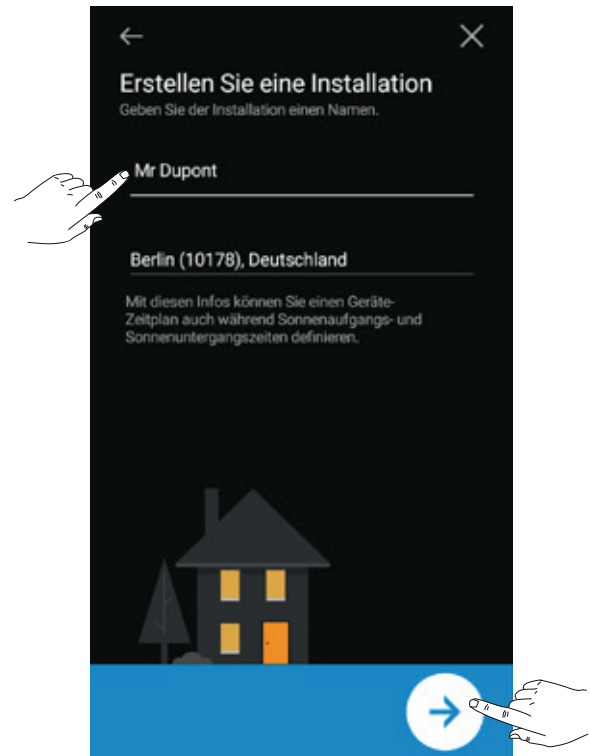 Erstellen Sie eine Installation
Geben Sie der Installation einen Namen.
Mr Dupont
Berlin (10178), Deutschland
Mit diesen Infos können Sie einen Geräte-
Zeitplan auch während Sonnenaufgangs- und
Sonnenuntergangszeiten definieren.